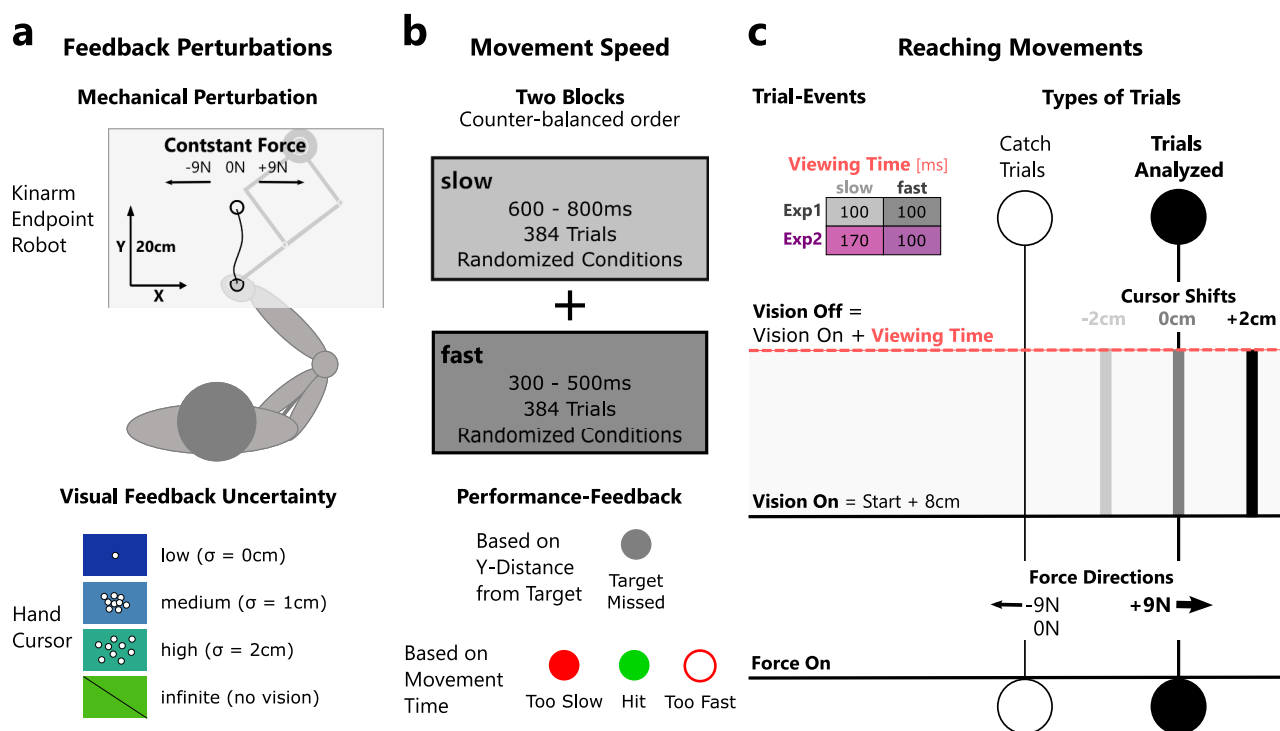 a
Feedback Perturbations
Mechanical Perturbation
Contstant Force
-9N 0N +9N
Kinarm
Endpoint
Robot
Y 20cm
X
Visual Feedback Uncertainty
Hand
Cursor
low (σ = 0cm)
medium (σ = 1cm)
high (σ = 2cm)
infinite (no vision)
b
Movement Speed
Two Blocks
Counter-balanced order
slow
600 - 800ms
384 Trials
Randomized Conditions
+
fast
300 - 500ms
384 Trials
Randomized Conditions
Performance-Feedback
Based on
Y-Distance
from Target
Target
Missed
Based on
Movement
Time
Too Slow Hit Too Fast
c
Reaching Movements
Trial-Events
Types of Trials
Catch
Trials
Trials
Analyzed
Viewing Time [ms]
slow fast
Exp1 100 100
Exp2 170 100
Cursor Shifts
-2cm 0cm +2cm
Vision Off =
Vision On + Viewing Time
Vision On = Start + 8cm
Force Directions
-9N +9N
0N
Force On